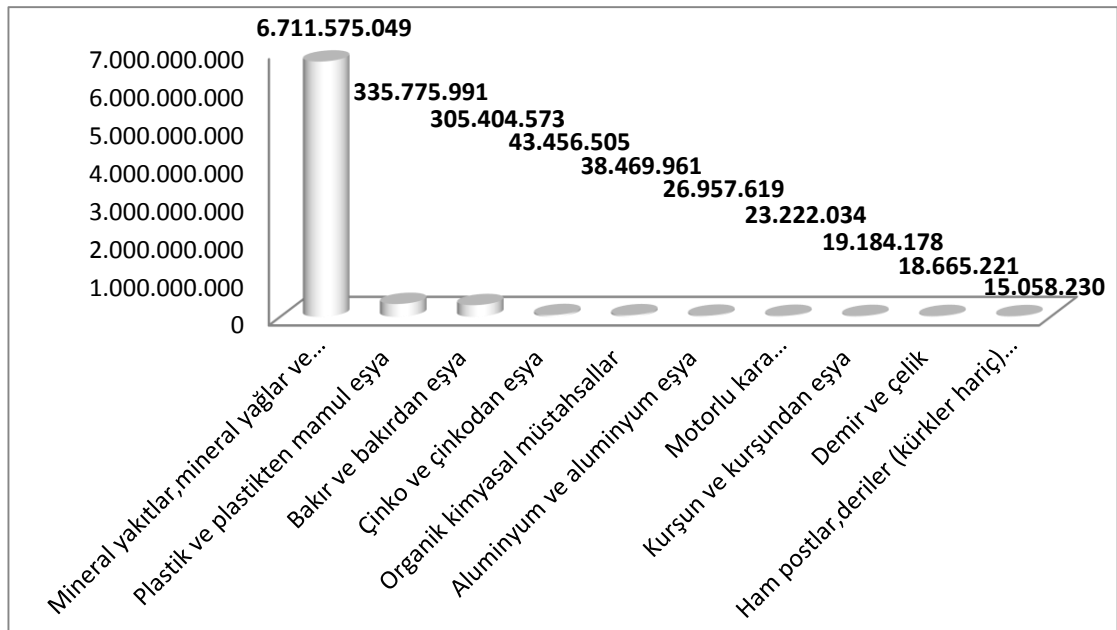 6.711.575.049
7.000.000.000
6.000.000.000
5.000.000.000
4.000.000.000
3.000.000.000
2.000.000.000
1.000.000.000
0
335.775.991
305.404.573
43.456.505
38.469.961
26.957.619
23.222.034
19.184.178
18.665.221
15.058.230
Mineral yakıtlar,mineral yağlar ve…
Plastik ve plastikten mamul eşya
Bakır ve bakırdan eşya
Çinko ve çinkodan eşya
Organik kimyasal müstahsallar
Aluminyum ve aluminyum eşya
Motorlu kara…
Kurşun ve kurşundan eşya
Demir ve çelik
Ham postlar,deriler (kürkler hariç)…